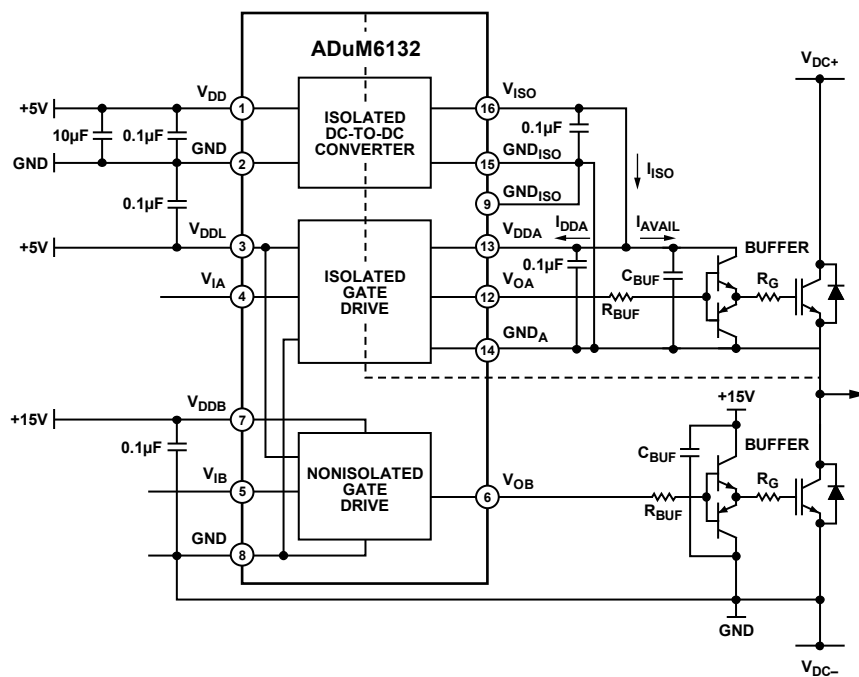 ADuM6132
V_DD
V_ISO
V_DC+
+5V
1
16
10µF
0.1µF
GND
ISOLATED
DC-TO-DC
CONVERTER
0.1µF
GND_ISO
GND
2
15
I_ISO
GND_ISO
9
0.1µF
V_DDL
V_DDA
I_DDA
I_AVAIL
BUFFER
+5V
3
13
0.1µF
V_IA
ISOLATED
GATE
DRIVE
V_OA
C_BUF
R_G
4
12
R_BUF
GND_A
14
+15V
V_DDB
+15V
7
0.1µF
C_BUF
BUFFER
V_IB
NONISOLATED
GATE
DRIVE
V_OB
R_G
5
6
R_BUF
GND
8
GND
V_DC–